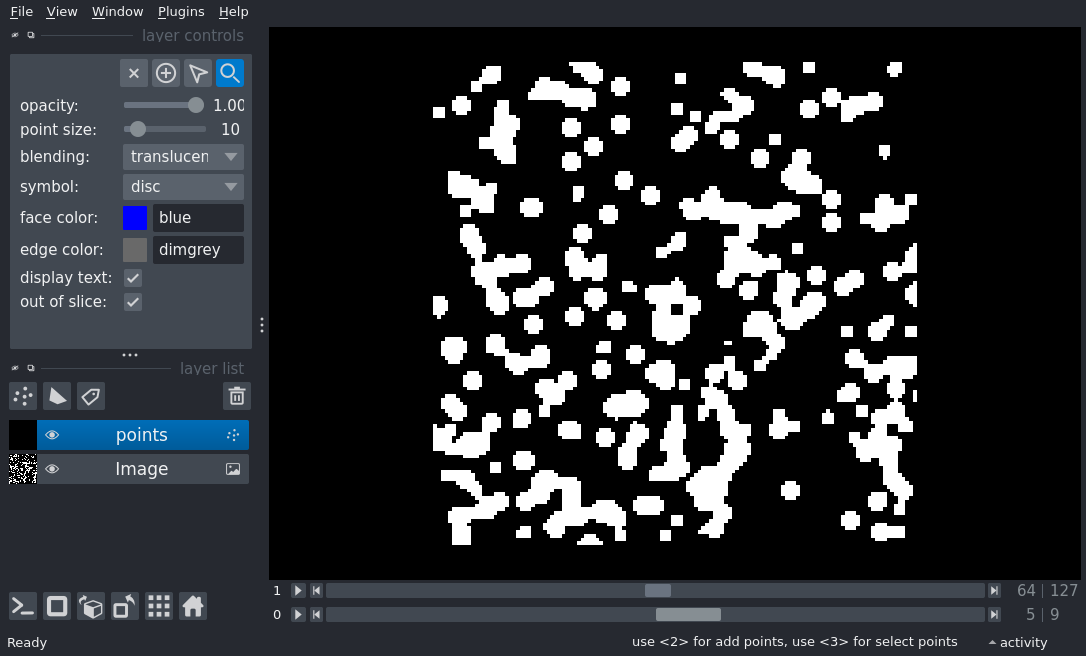 File View Window Plugins Help
layer controls
opacity: 1.00
point size: 10
blending: translucen
symbol: disc
face color: blue
edge color: dimgrey
display text:
out of slice:
layer list
points
Image
1 64 | 127
0 5 | 9
Ready use <2> for add points, use <3> for select points activity